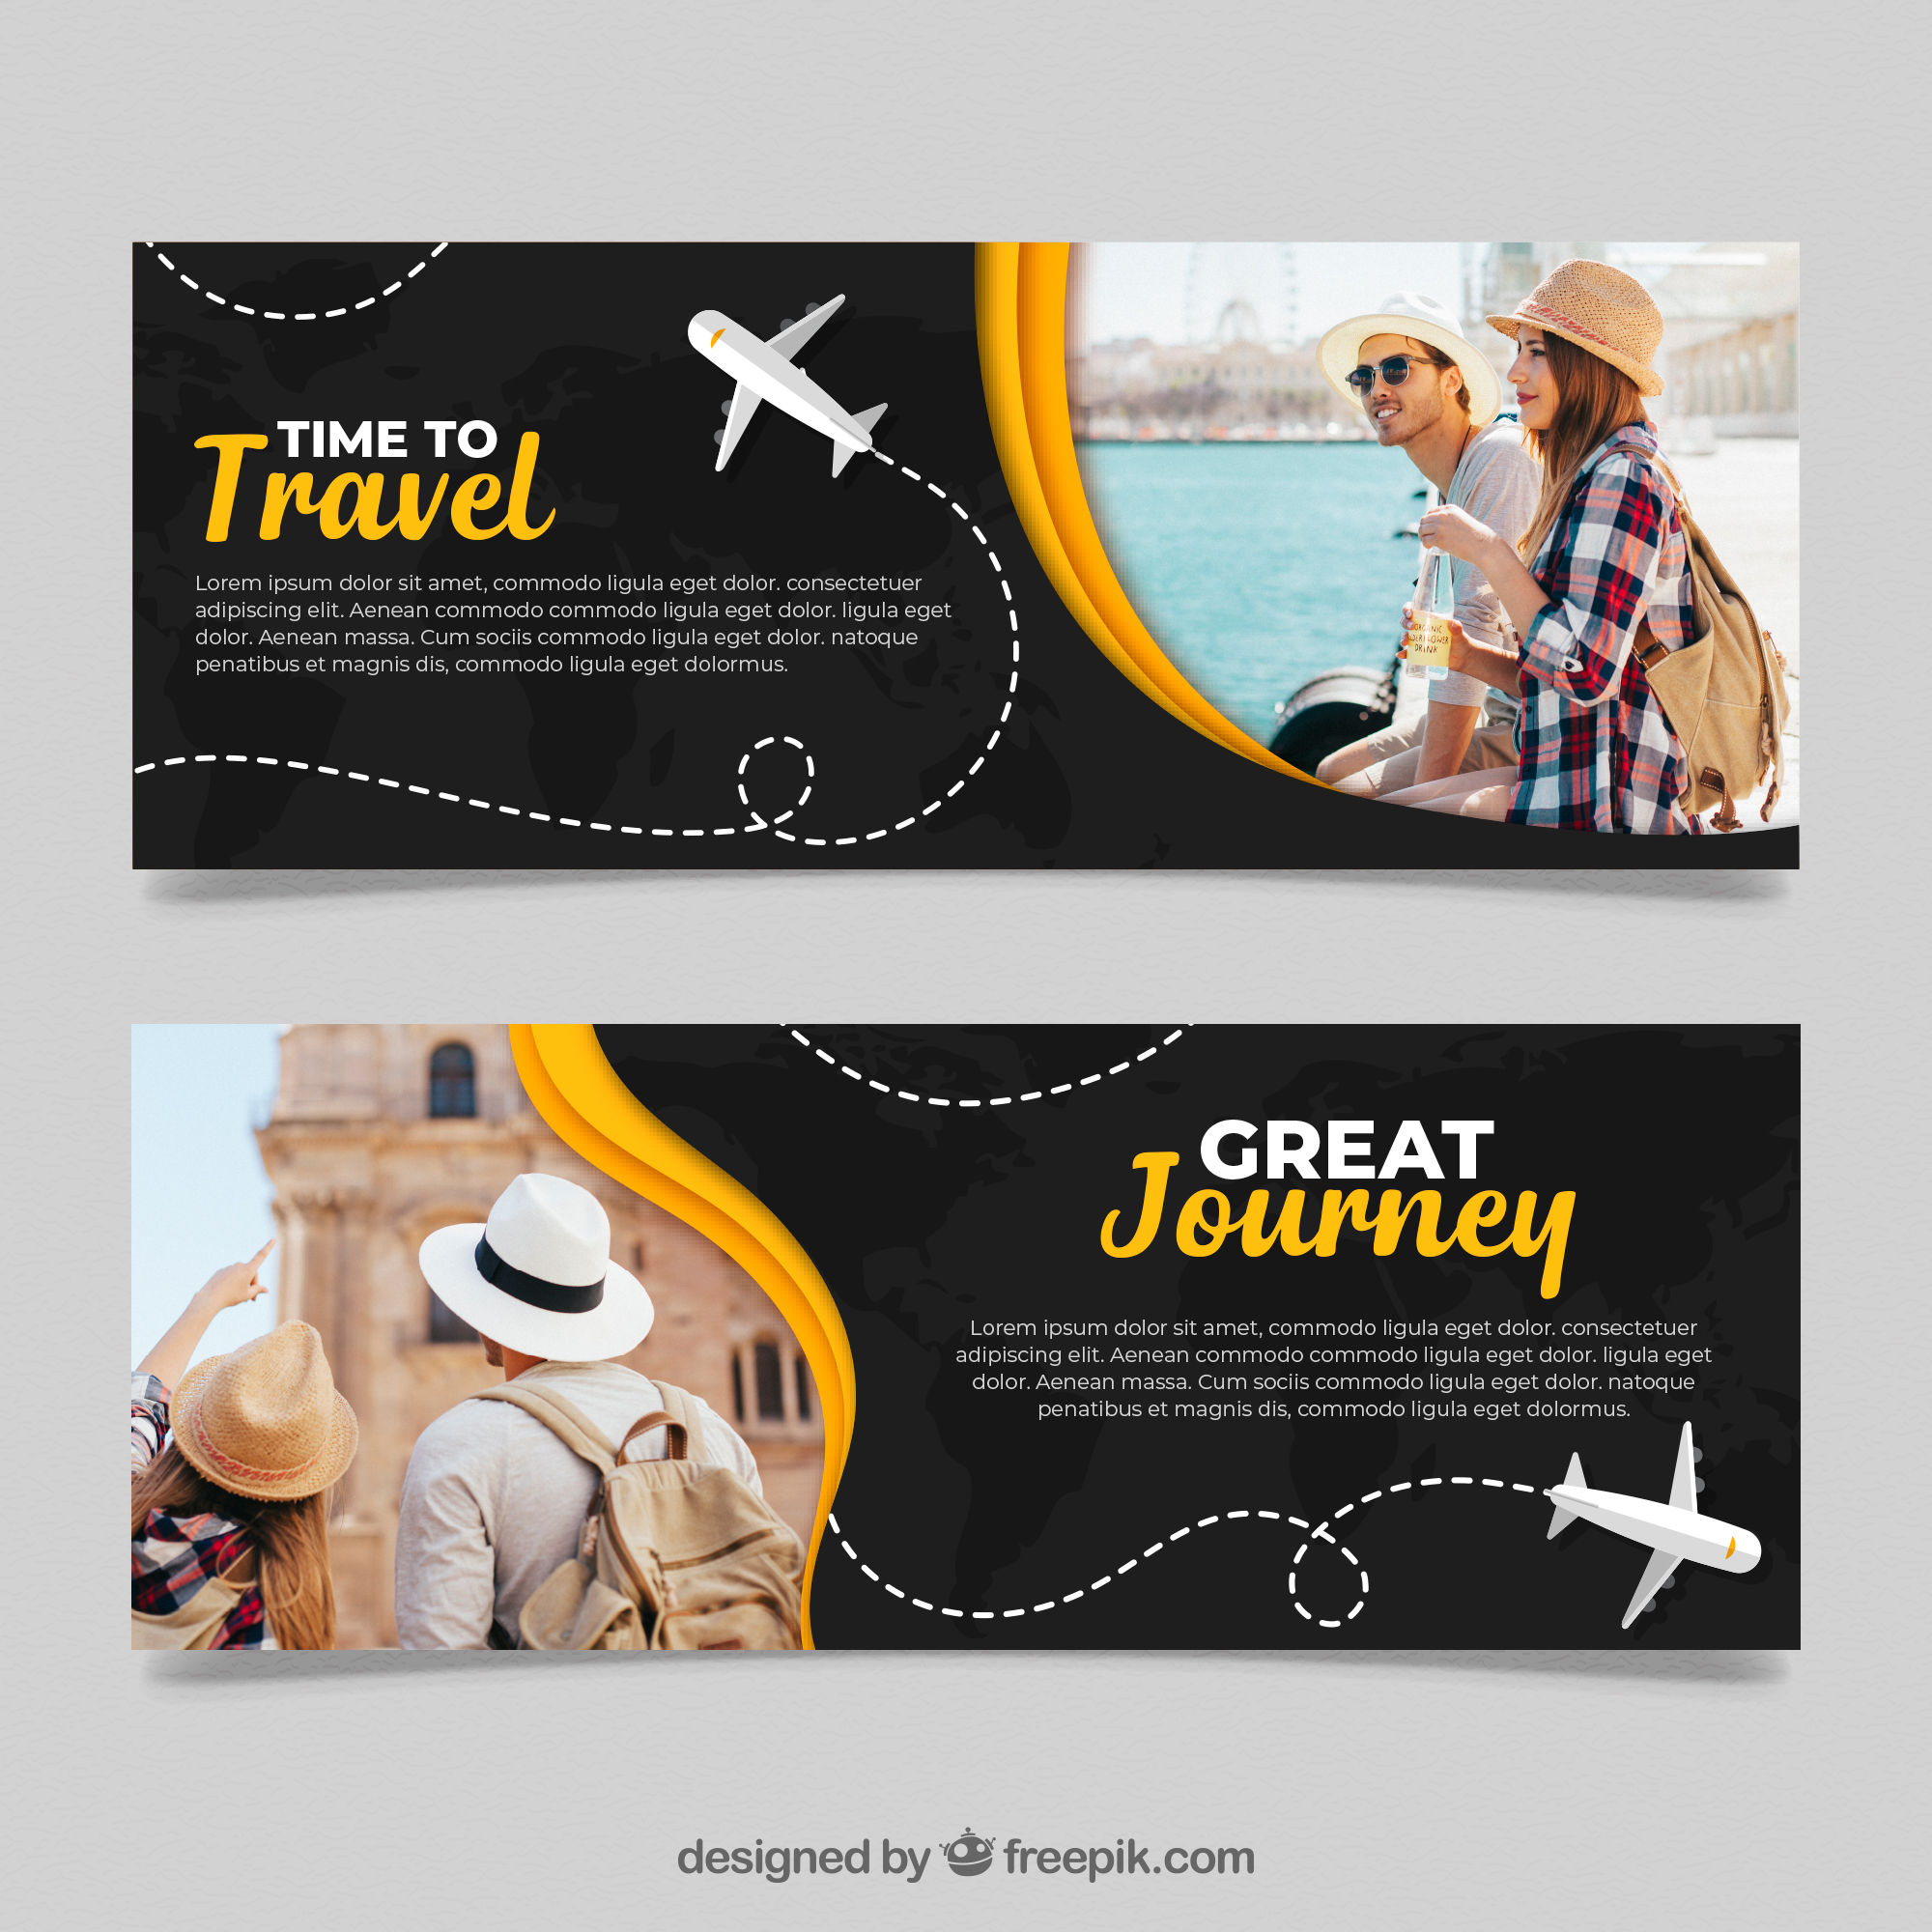 TIME TO
Travel
Lorem ipsum dolor sit amet, commodo ligula eget dolor. consectetuer
adipiscing elit. Aenean commodo commodo ligula eget dolor. ligula eget
dolor. Aenean massa. Cum sociis commodo ligula eget dolor. natoque
penatibus et magnis dis, commodo ligula eget dolormus.
ORGANIC
DRINK
GREAT
Journey
Lorem ipsum dolor sit amet, commodo ligula eget dolor. consectetuer
adipiscing elit. Aenean commodo commodo ligula eget dolor. ligula eget
dolor. Aenean massa. Cum sociis commodo ligula eget dolor. natoque
penatibus et magnis dis, commodo ligula eget dolormus.
designed by freepik.com